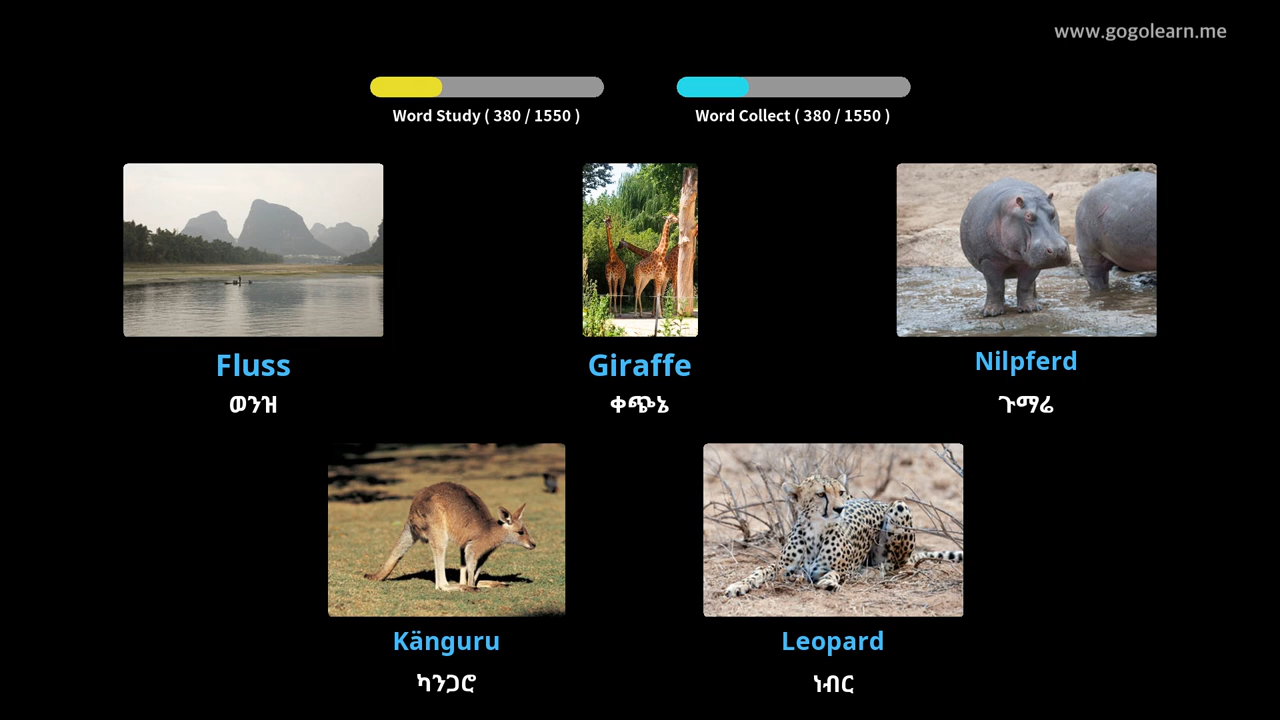 www.gogolearn.me
Word Study ( 380 / 1550 )
Word Collect ( 380 / 1550 )
Fluss
Giraffe
Nilpferd
ወንዝ
ቀጭኔ
ጉማሬ
Känguru
Leopard
ካንጋሮ
ነብር